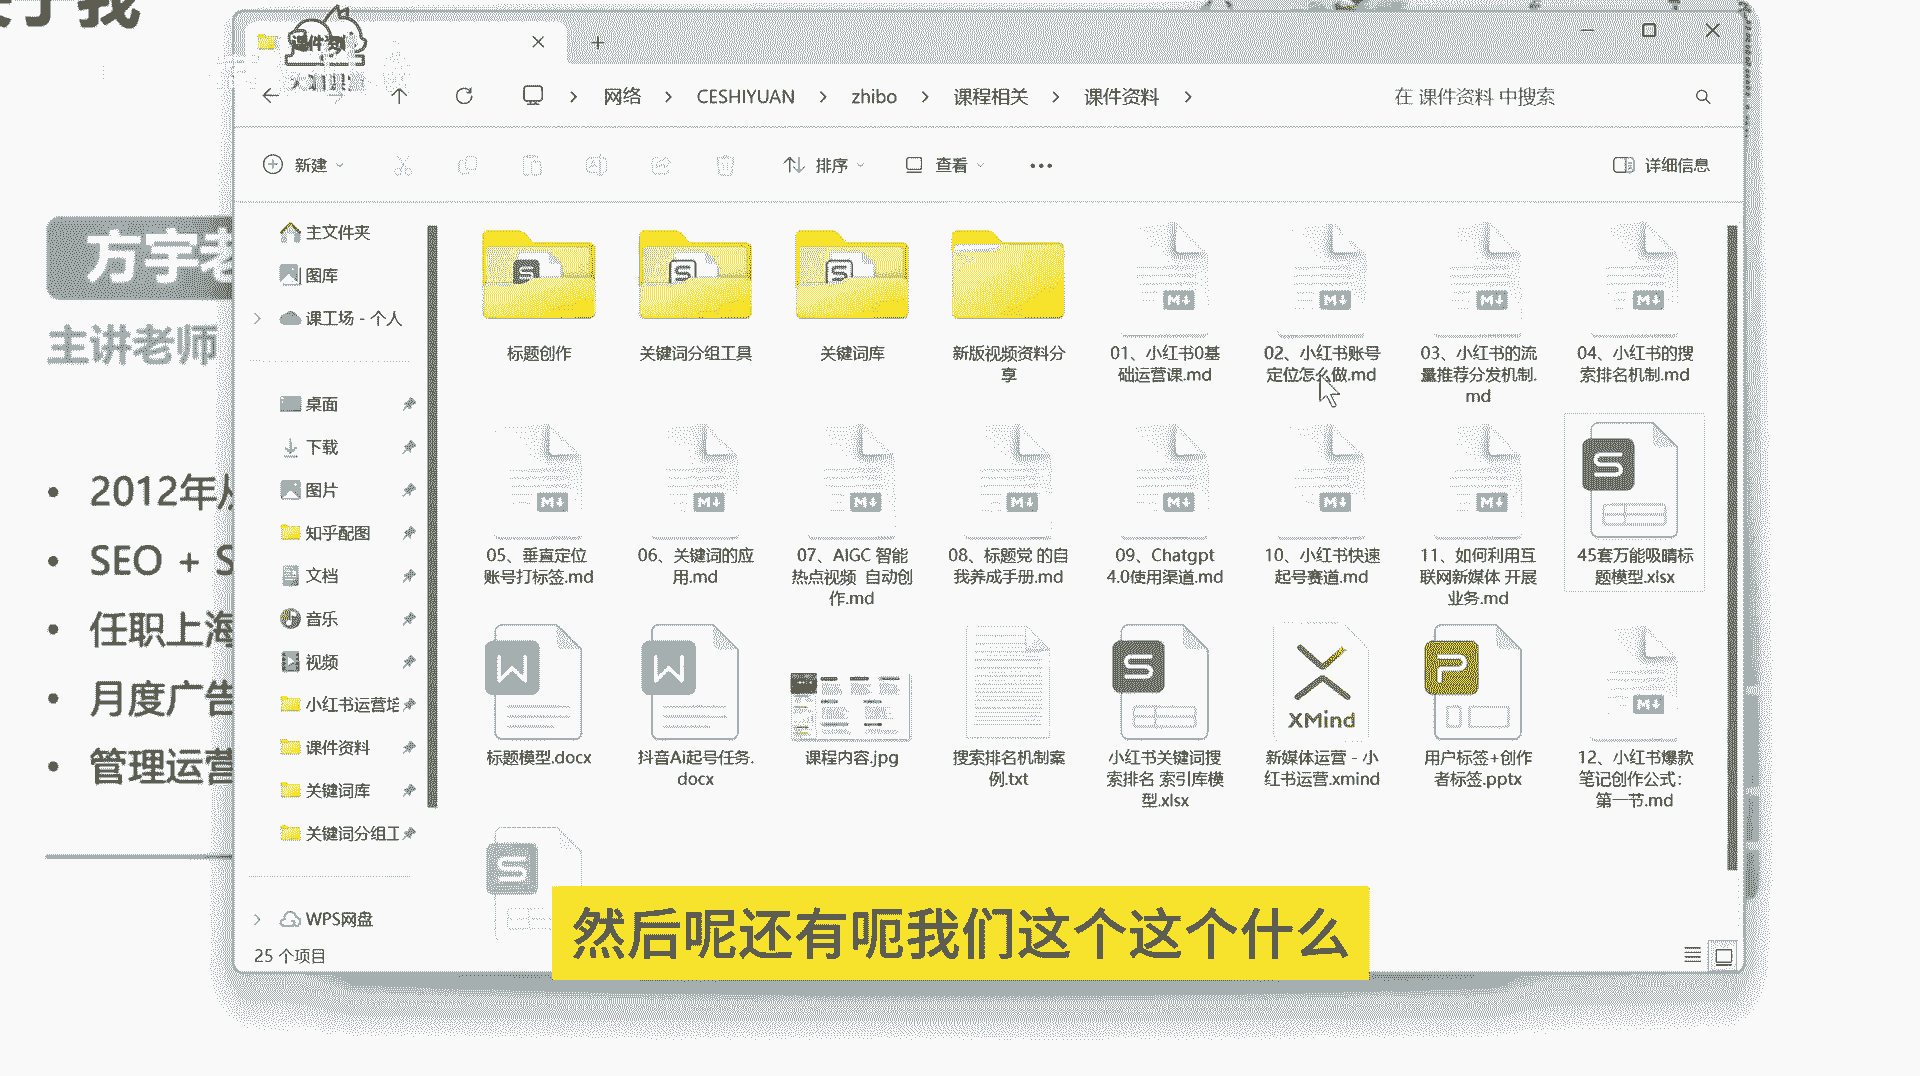 于我
课件资料
网络
CESHIYUAN
zhibo
课程相关
课件资料
在 课件资料 中搜索
新建
排序
查看
详细信息
方宇老
主讲老师
2012年从
SEO + S
任职上海
月度广告
管理运营
主文件夹
图库
课工场 - 个人
桌面
下载
图片
知乎配图
文档
音乐
视频
小红书运营培
课件资料
关键词库
关键词分组工
WPS网盘
25 个项目
标题创作
关键词分组工具
关键词库
新版视频资料分
享
01、小红书0基
础运营课.md
02、小红书账号
定位怎么做.md
03、小红书的流
量推荐分发机制.
md
04、小红书的搜
索排名机制.md
05、垂直定位
账号打标签.md
06、关键词的应
用.md
07、AIGC 智能
热点视频 自动创
作.md
08、标题党 的自
我养成手册.md
09、Chatgpt
4.0使用渠道.md
10、小红书快速
起号赛道.md
11、如何利用互
联网新媒体 开展
业务.md
45套万能吸睛标
题模型.xlsx
标题模型.docx
抖音Ai起号任务.
docx
课程内容.jpg
搜索排名机制案
例.txt
小红书关键词搜
索排名 索引库模
型.xlsx
XMind
新媒体运营 - 小
红书运营.xmind
用户标签+创作
者标签.pptx
12、小红书爆款
笔记创作公式：
第一节.md
然后呢还有呃我们这个这个什么